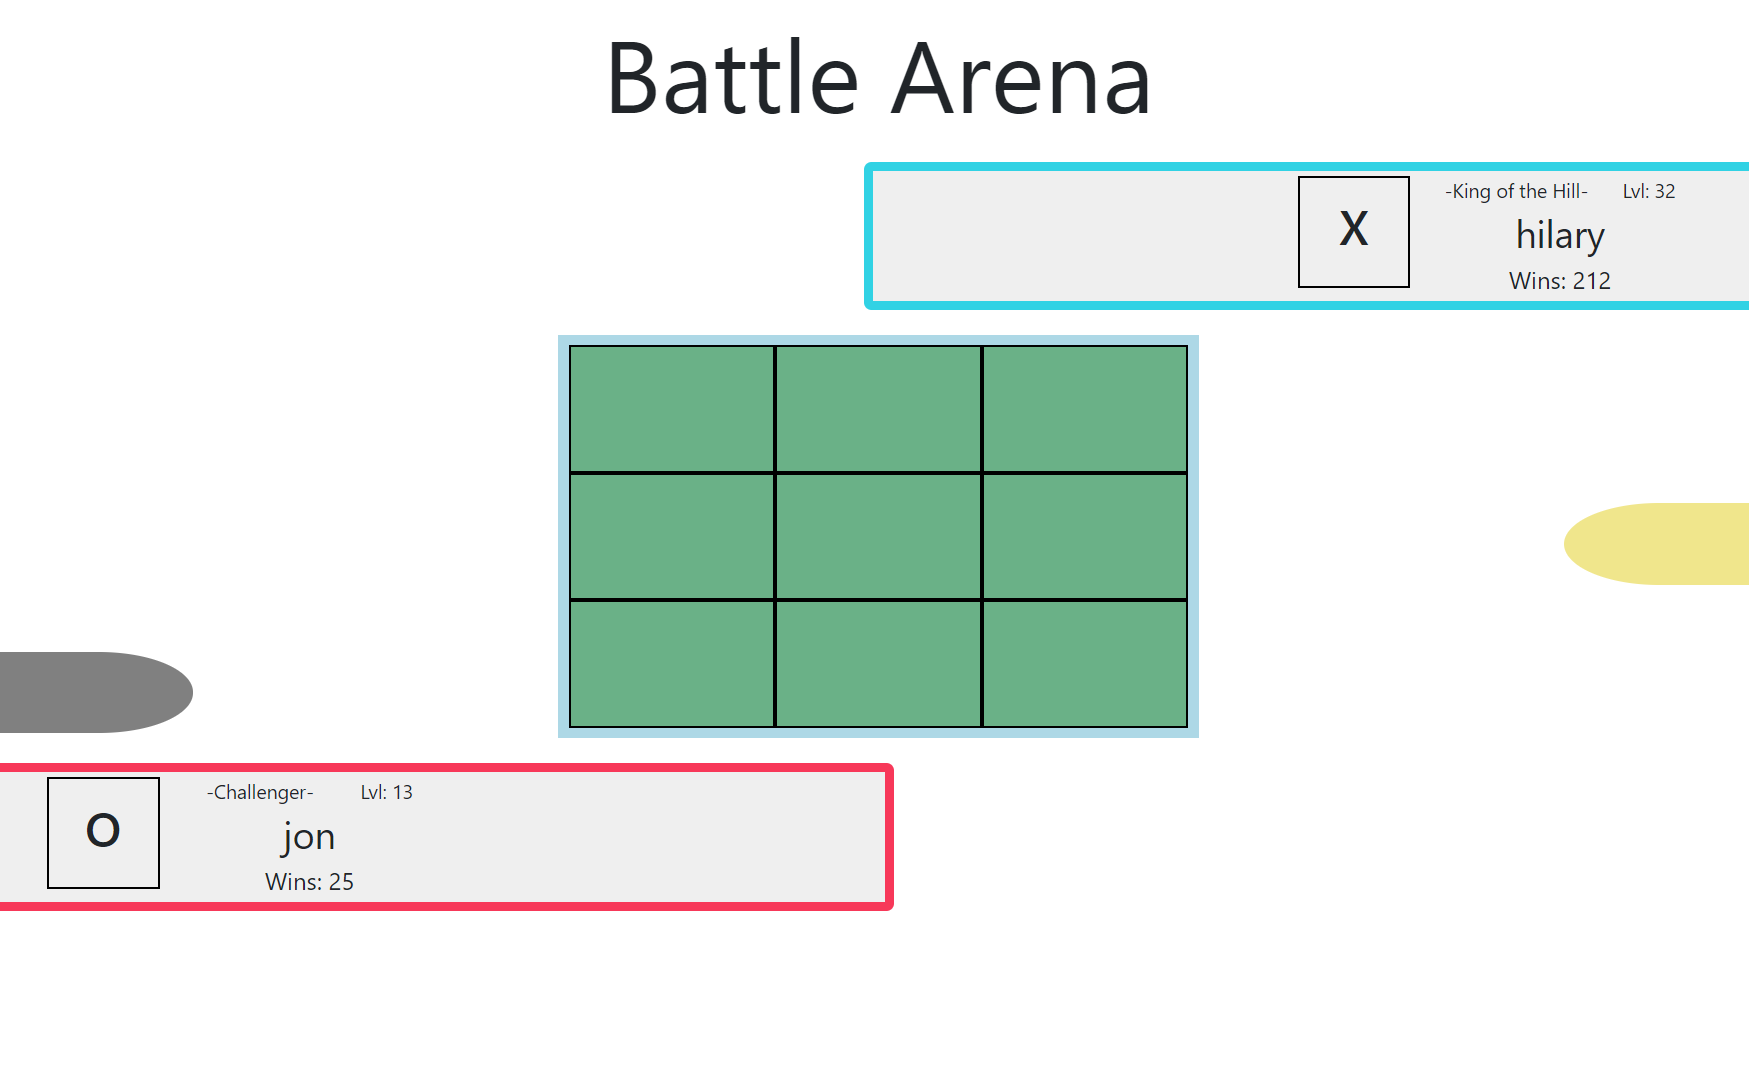 Battle Arena
-King of the Hill- Lvl: 32
X
hilary
Wins: 212
-Challenger- Lvl: 13
O
jon
Wins: 25